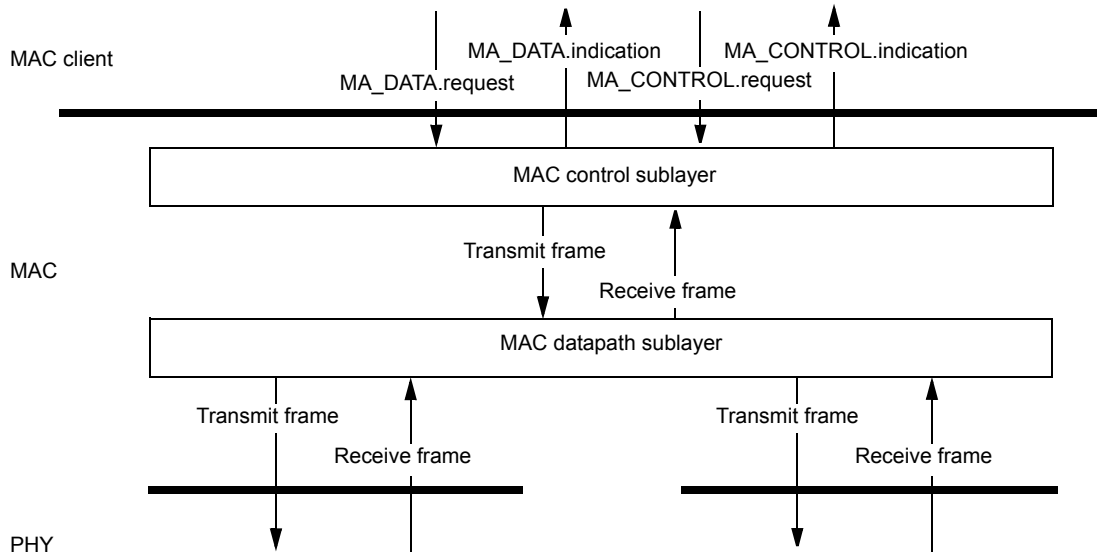 MAC client
MA_DATA.indication
MA_CONTROL.indication
MA_DATA.request
MA_CONTROL.request
MAC control sublayer
Transmit frame
MAC
Receive frame
MAC datapath sublayer
Transmit frame
Transmit frame
Receive frame
Receive frame
PHY